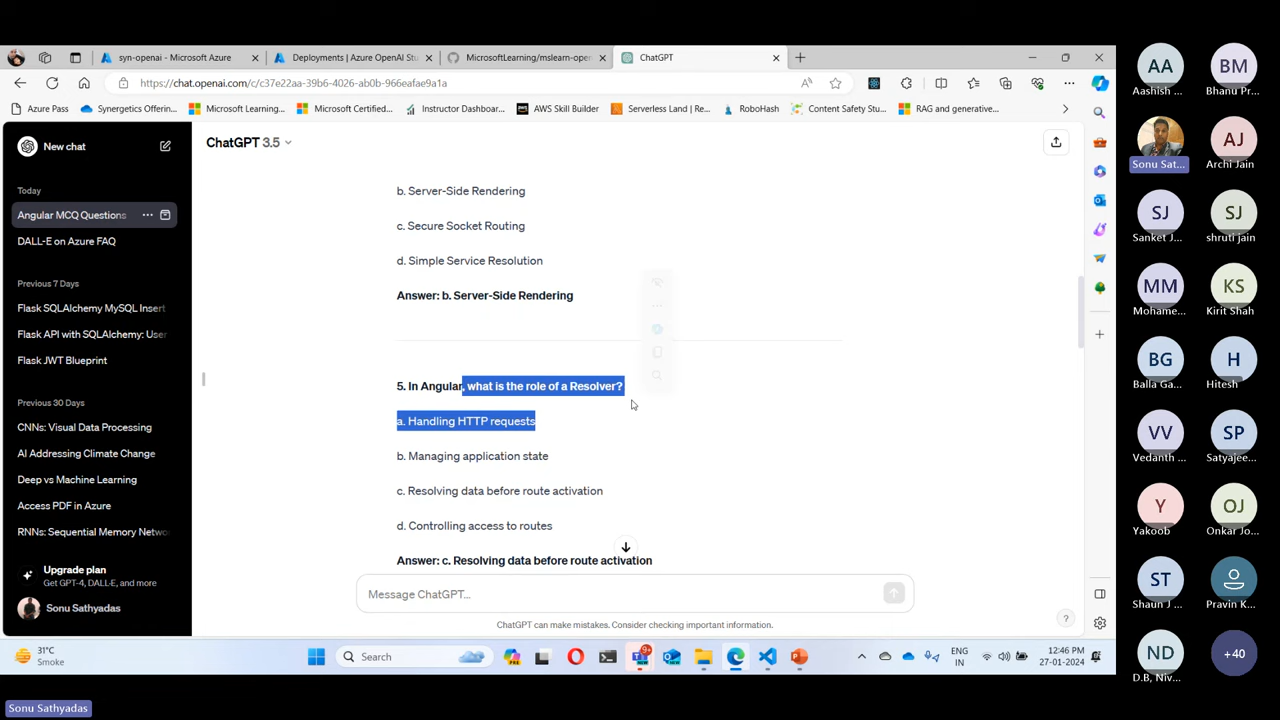 syn-openai - Microsoft Azure
Deployments | Azure OpenAI Stu
MicrosoftLearning/mslearn-open
ChatGPT
https://chat.openai.com/c/c37e22aa-39b6-4026-ab0b-966eafae9a1a
Azure Pass
Synergetics Offerin...
Microsoft Learning...
Microsoft Certified...
Instructor Dashboar...
AWS Skill Builder
Serverless Land | Re...
RoboHash
Content Safety Stu...
RAG and generative...
New chat
Today
Angular MCQ Questions
DALL-E on Azure FAQ
Previous 7 Days
Flask SQLAlchemy MySQL Insert
Flask API with SQLAlchemy: User
Flask JWT Blueprint
Previous 30 Days
CNNs: Visual Data Processing
AI Addressing Climate Change
Deep vs Machine Learning
Access PDF in Azure
RNNs: Sequential Memory Networ
Upgrade plan
Get GPT-4, DALL·E, and more
Sonu Sathyadas
ChatGPT 3.5
b. Server-Side Rendering
c. Secure Socket Routing
d. Simple Service Resolution
Answer: b. Server-Side Rendering
5. In Angular, what is the role of a Resolver?
a. Handling HTTP requests
b. Managing application state
c. Resolving data before route activation
d. Controlling access to routes
Answer: c. Resolving data before route activation
Message ChatGPT...
ChatGPT can make mistakes. Consider checking important information.
?
31°C
Smoke
Search
9+
ENG
IN
12:46 PM
27-01-2024
Sonu Sathyadas
AA
Aashish ...
BM
Bhanu Pr...
Sonu Sat...
AJ
Archi Jain
SJ
Sanket J...
SJ
shruti jain
MM
Mohame...
KS
Kirit Shah
BG
Balla Ga...
H
Hitesh
VV
Vedanth ...
SP
Satyajee...
Y
Yakoob
OJ
Onkar Jo...
ST
Shaun J ...
Pravin K...
ND
D.B, Niv...
+40